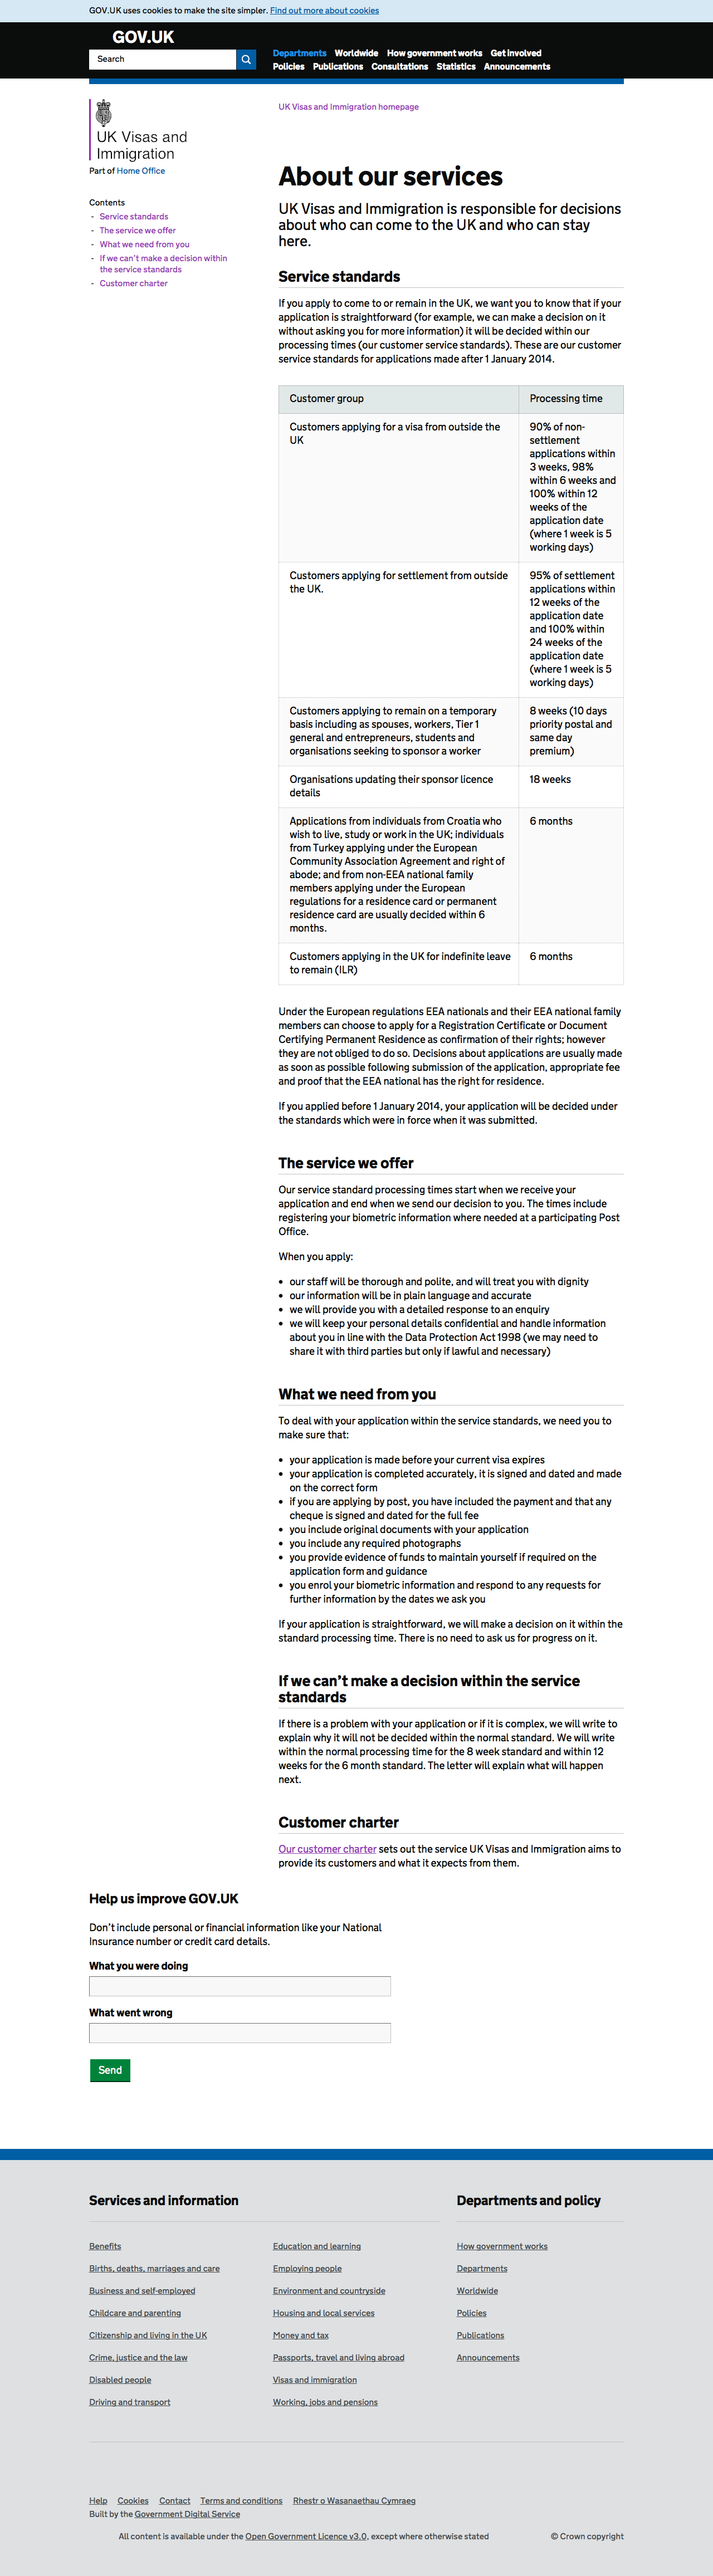 GOV.UK uses cookies to make the site simpler. Find out more about cookies
GOV.UK
Search
Departments Worldwide How government works Get involved
Policies Publications Consultations Statistics Announcements
UK Visas and
Immigration
Part of Home Office
Contents
- Service standards
- The service we offer
- What we need from you
- If we can't make a decision within
the service standards
- Customer charter
UK Visas and Immigration homepage
About our services
UK Visas and Immigration is responsible for decisions
about who can come to the UK and who can stay
here.
Service standards
If you apply to come to or remain in the UK, we want you to know that if your
application is straightforward (for example, we can make a decision on it
without asking you for more information) it will be decided within our
processing times (our customer service standards). These are our customer
service standards for applications made after 1 January 2014.
Customer group
Processing time
Customers applying for a visa from outside the
UK
90% of non-
settlement
applications within
3 weeks, 98%
within 6 weeks and
100% within 12
weeks of the
application date
(where 1 week is 5
working days)
Customers applying for settlement from outside
the UK.
95% of settlement
applications within
12 weeks of the
application date
and 100% within
24 weeks of the
application date
(where 1 week is 5
working days)
Customers applying to remain on a temporary
basis including as spouses, workers, Tier 1
general and entrepreneurs, students and
organisations seeking to sponsor a worker
8 weeks (10 days
priority postal and
same day
premium)
Organisations updating their sponsor licence
details
18 weeks
Applications from individuals from Croatia who
wish to live, study or work in the UK; individuals
from Turkey applying under the European
Community Association Agreement and right of
abode; and from non-EEA national family
members applying under the European
regulations for a residence card or permanent
residence card are usually decided within 6
months.
6 months
Customers applying in the UK for indefinite leave
to remain (ILR)
6 months
Under the European regulations EEA nationals and their EEA national family
members can choose to apply for a Registration Certificate or Document
Certifying Permanent Residence as confirmation of their rights; however
they are not obliged to do so. Decisions about applications are usually made
as soon as possible following submission of the application, appropriate fee
and proof that the EEA national has the right for residence.
If you applied before 1 January 2014, your application will be decided under
the standards which were in force when it was submitted.
The service we offer
Our service standard processing times start when we receive your
application and end when we send our decision to you. The times include
registering your biometric information where needed at a participating Post
Office.
When you apply:
• our staff will be thorough and polite, and will treat you with dignity
• our information will be in plain language and accurate
• we will provide you with a detailed response to an enquiry
• we will keep your personal details confidential and handle information
about you in line with the Data Protection Act 1998 (we may need to
share it with third parties but only if lawful and necessary)
What we need from you
To deal with your application within the service standards, we need you to
make sure that:
• your application is made before your current visa expires
• your application is completed accurately, it is signed and dated and made
on the correct form
• if you are applying by post, you have included the payment and that any
cheque is signed and dated for the full fee
• you include original documents with your application
• you include any required photographs
• you provide evidence of funds to maintain yourself if required on the
application form and guidance
• you enrol your biometric information and respond to any requests for
further information by the dates we ask you
If your application is straightforward, we will make a decision on it within the
standard processing time. There is no need to ask us for progress on it.
If we can't make a decision within the service
standards
If there is a problem with your application or if it is complex, we will write to
explain why it will not be decided within the normal standard. We will write
within the normal processing time for the 8 week standard and within 12
weeks for the 6 month standard. The letter will explain what will happen
next.
Customer charter
Our customer charter sets out the service UK Visas and Immigration aims to
provide its customers and what it expects from them.
Help us improve GOV.UK
Don't include personal or financial information like your National
Insurance number or credit card details.
What you were doing
What went wrong
Send
Services and information
Benefits
Births, deaths, marriages and care
Business and self-employed
Childcare and parenting
Citizenship and living in the UK
Crime, justice and the law
Disabled people
Driving and transport
Education and learning
Employing people
Environment and countryside
Housing and local services
Money and tax
Passports, travel and living abroad
Visas and immigration
Working, jobs and pensions
Departments and policy
How government works
Departments
Worldwide
Policies
Publications
Announcements
Help Cookies Contact Terms and conditions Rhestr o Wasanaethau Cymraeg
Built by the Government Digital Service
All content is available under the Open Government Licence v3.0, except where otherwise stated
© Crown copyright